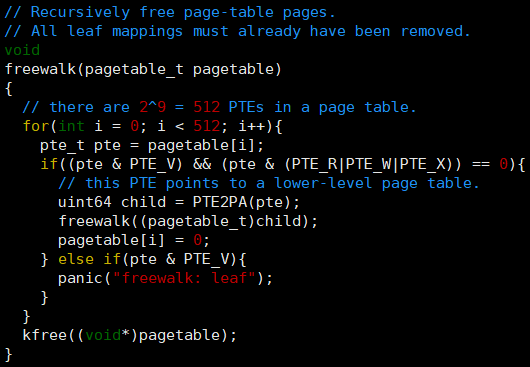 // Recursively free page-table pages.
// All leaf mappings must already have been removed.
void
freewalk(pagetable_t pagetable)
{
  // there are 2^9 = 512 PTEs in a page table.
  for(int i = 0; i < 512; i++){
    pte_t pte = pagetable[i];
    if((pte & PTE_V) && (pte & (PTE_R|PTE_W|PTE_X)) == 0){
      // this PTE points to a lower-level page table.
      uint64 child = PTE2PA(pte);
      freewalk((pagetable_t)child);
      pagetable[i] = 0;
    } else if(pte & PTE_V){
      panic("freewalk: leaf");
    }
  }
  kfree((void*)pagetable);
}